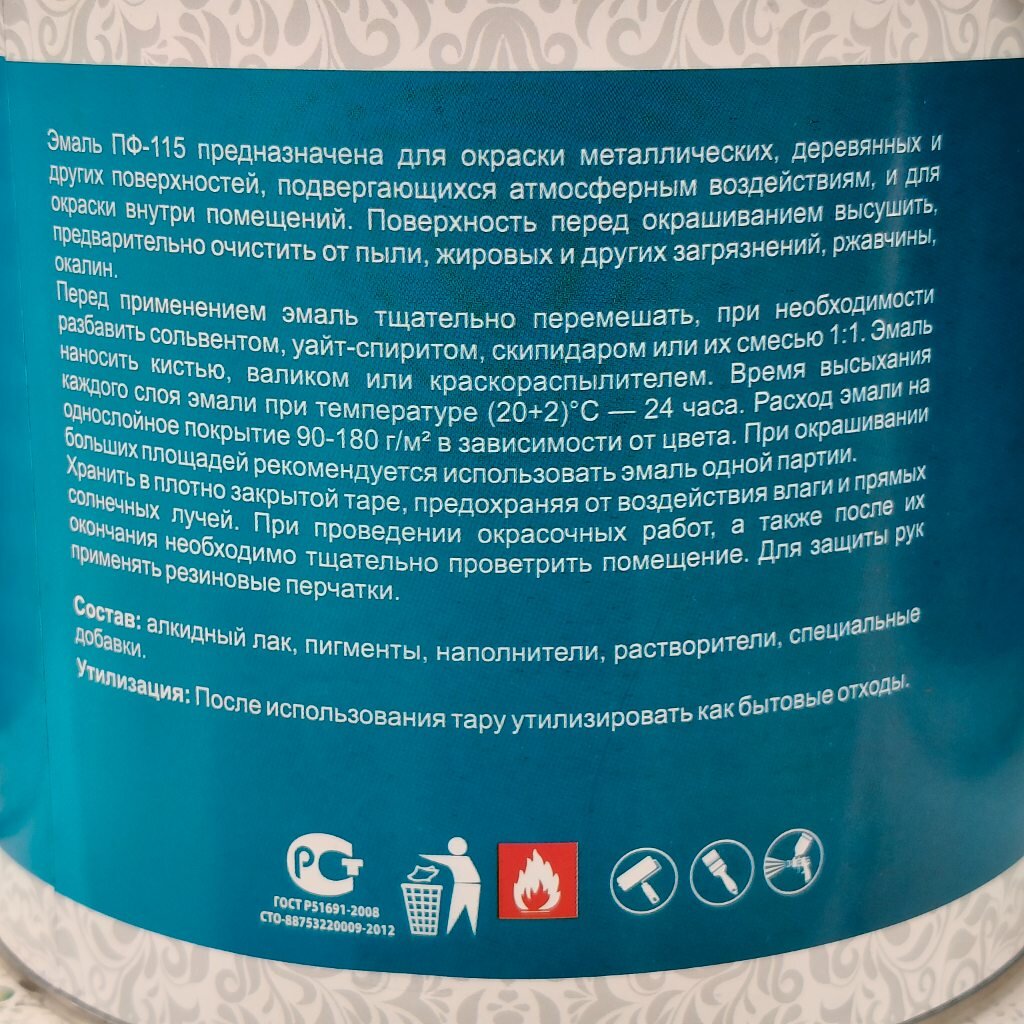 Эмаль ПФ-115 предназначена для окраски металлических, деревянных и
других поверхностей, подвергающихся атмосферным воздействиям, и для
окраски внутри помещений. Поверхность перед окрашиванием высушить,
предварительно очистить от пыли, жировых и других загрязнений, ржавчины,
окалин.
Перед применением эмаль тщательно перемешать, при необходимости
разбавить сольвентом, уайт-спиритом, скипидаром или их смесью 1:1. Эмаль
наносить кистью, валиком или краскораспылителем. Время высыхания
каждого слоя эмали при температуре (20+2)°С — 24 часа. Расход эмали на
однослойное покрытие 90-180 г/м² в зависимости от цвета. При окрашивании
больших площадей рекомендуется использовать эмаль одной партии.
Хранить в плотно закрытой таре, предохраняя от воздействия влаги и прямых
солнечных лучей. При проведении окрасочных работ, а также после их
окончания необходимо тщательно проветрить помещение. Для защиты рук
применять резиновые перчатки.
Состав: алкидный лак, пигменты, наполнители, растворители, специальные
добавки.
Утилизация: После использования тару утилизировать как бытовые отходы.
РСТ
ГОСТ Р51691-2008
СТО-88753220009-2012